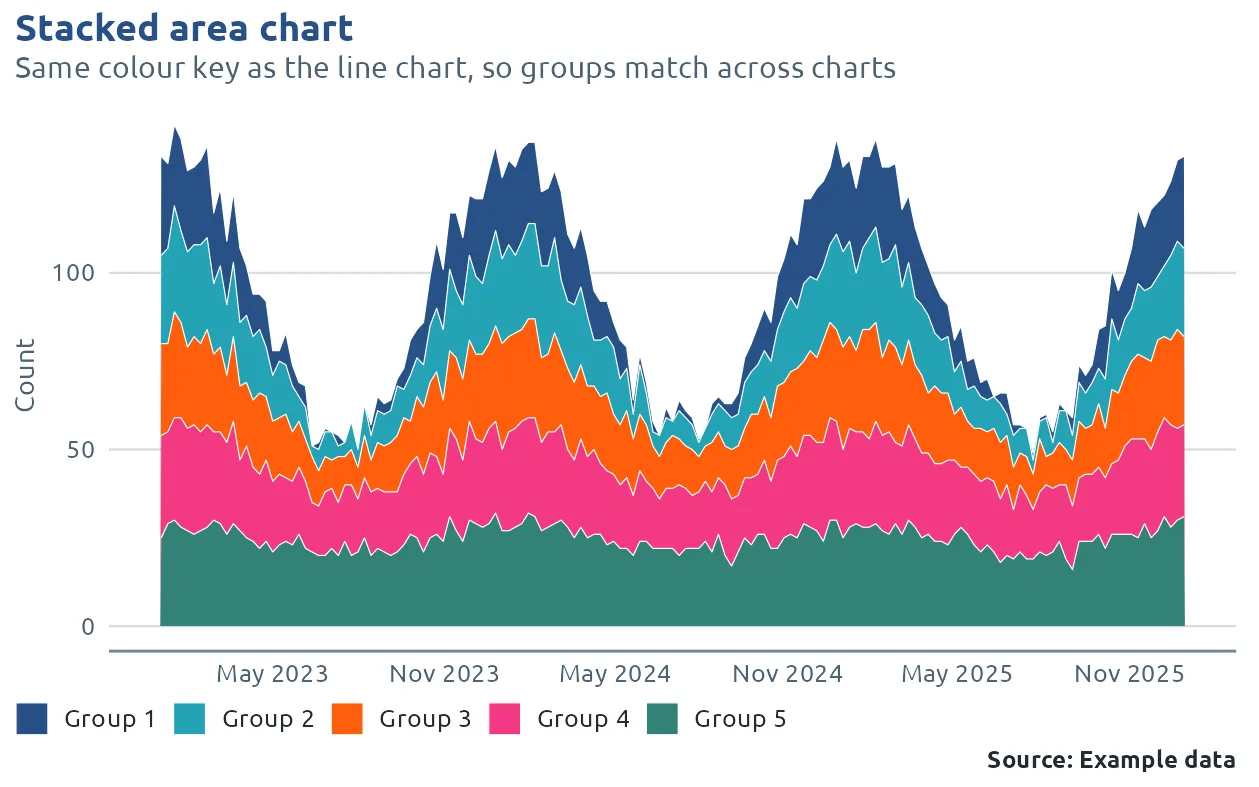 Stacked area chart
Same colour key as the line chart, so groups match across charts
Count
100
50
0
May 2023 Nov 2023 May 2024 Nov 2024 May 2025 Nov 2025
Group 1 Group 2 Group 3 Group 4 Group 5
Source: Example data